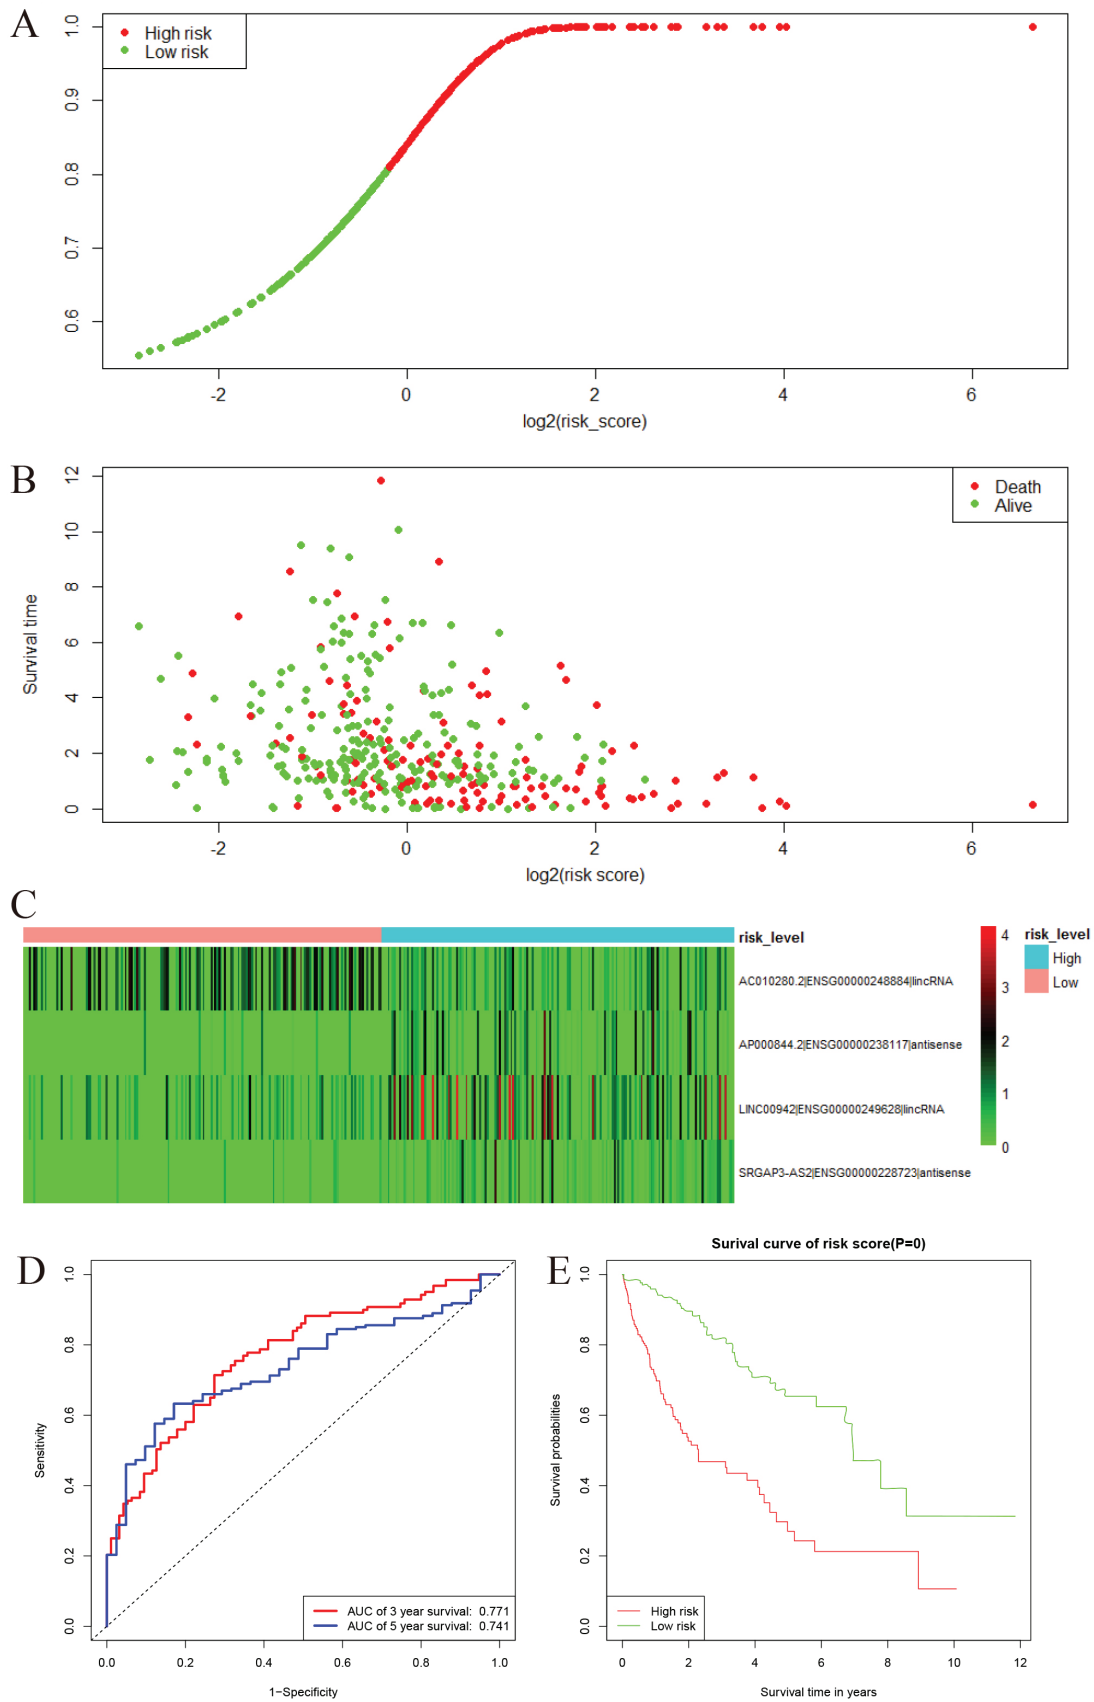 A
High risk
Low risk
1.0
0.9
0.8
0.7
0.6
-2
0
2
4
6
log2(risk_score)
B
Death
Alive
12
10
8
6
4
2
0
Survival time
-2
0
2
4
6
log2(risk score)
C
risk_level
AC010280.2|ENSG00000248884|lincRNA
AP000844.2|ENSG00000238117|antisense
LINC00942|ENSG00000249628|lincRNA
SRGAP3-AS2|ENSG00000228723|antisense
4
3
2
1
0
risk_level
High
Low
D
1.0
0.8
0.6
0.4
0.2
0.0
Sensitivity
AUC of 3 year survival: 0.771
AUC of 5 year survival: 0.741
0.0
0.2
0.4
0.6
0.8
1.0
1−Specificity
E
Surival curve of risk score(P=0)
1.0
0.8
0.6
0.4
0.2
0.0
Survival probabilities
High risk
Low risk
0
2
4
6
8
10
12
Survival time in years